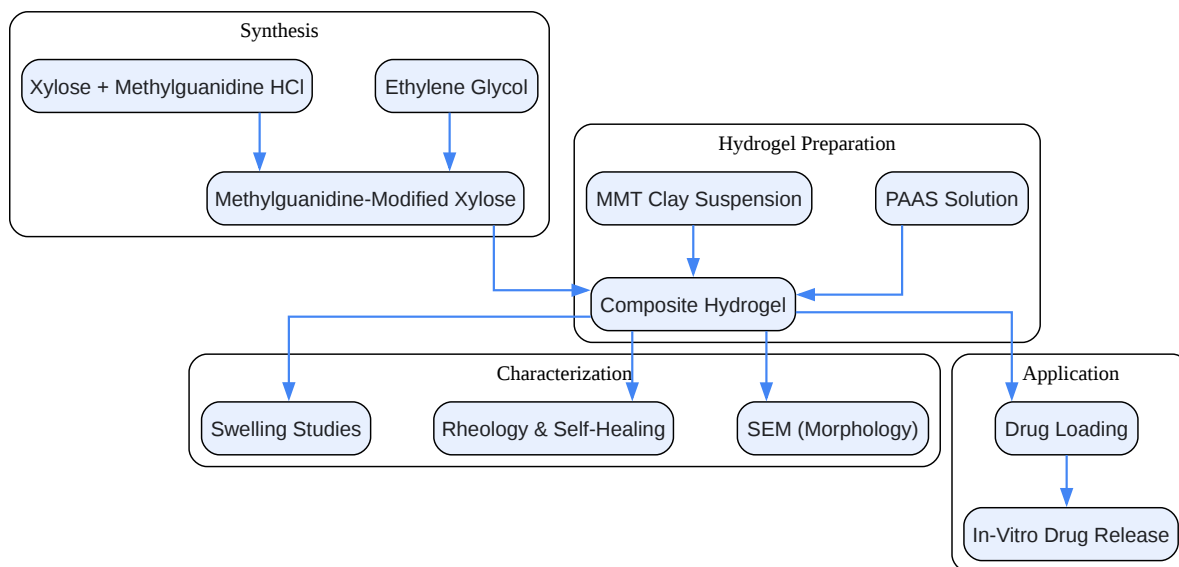 Synthesis
Xylose + Methylguanidine HCl
Ethylene Glycol
Methylguanidine-Modified Xylose
Hydrogel Preparation
MMT Clay Suspension
PAAS Solution
Composite Hydrogel
Characterization
Swelling Studies
Rheology & Self-Healing
SEM (Morphology)
Application
Drug Loading
In-Vitro Drug Release